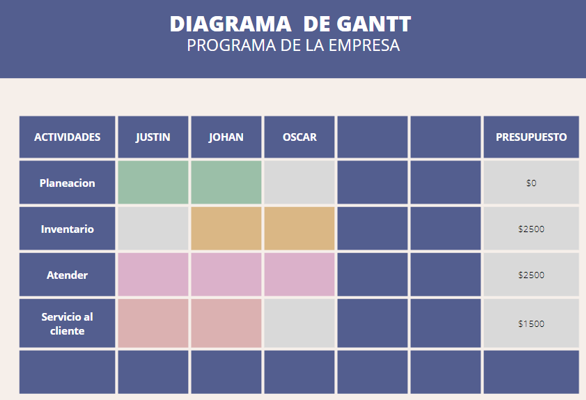 DIAGRAMA DE GANTT
PROGRAMA DE LA EMPRESA
ACTIVIDADES JUSTIN JOHAN OSCAR PRESUPUESTO
Planeacion $0
Inventario $2500
Atender $2500
Servicio al
cliente $1500